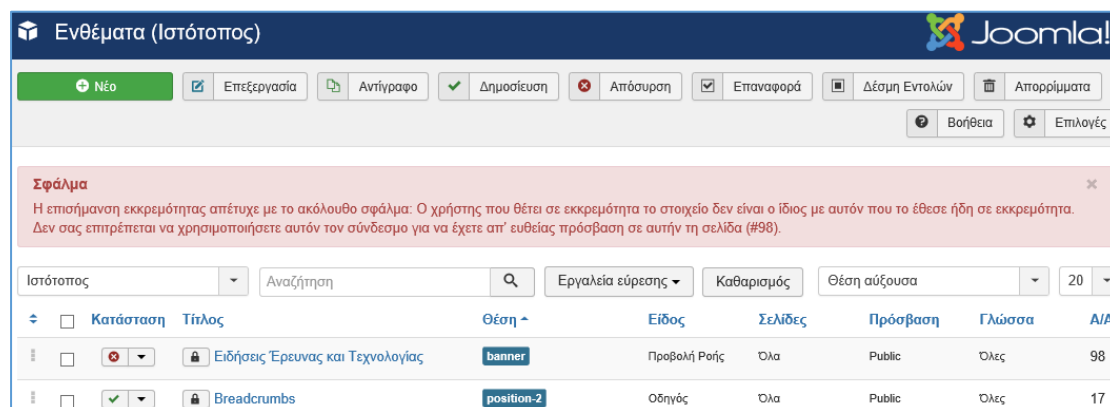 Ενθέματα (Ιστότοπος) Joomla!
Νέο Επεξεργασία Αντίγραφο Δημοσίευση Απόσυρση Επαναφορά Δέσμη Εντολών Απορρίμματα
Βοήθεια Επιλογές
Σφάλμα ×
Η επισήμανση εκκρεμότητας απέτυχε με το ακόλουθο σφάλμα: Ο χρήστης που θέτει σε εκκρεμότητα το στοιχείο δεν είναι ο ίδιος με αυτόν που το έθεσε ήδη σε εκκρεμότητα.
Δεν σας επιτρέπεται να χρησιμοποιήσετε αυτόν τον σύνδεσμο για να έχετε απ' ευθείας πρόσβαση σε αυτήν τη σελίδα (#98).
Ιστότοπος Αναζήτηση Εργαλεία εύρεσης Καθαρισμός Θέση αύξουσα 20
Κατάσταση Τίτλος Θέση Είδος Σελίδες Πρόσβαση Γλώσσα Α/Α
Ειδήσεις Έρευνας και Τεχνολογίας banner Προβολή Ροής Όλα Public Όλες 98
Breadcrumbs position-2 Οδηγός Όλα Public Όλες 17